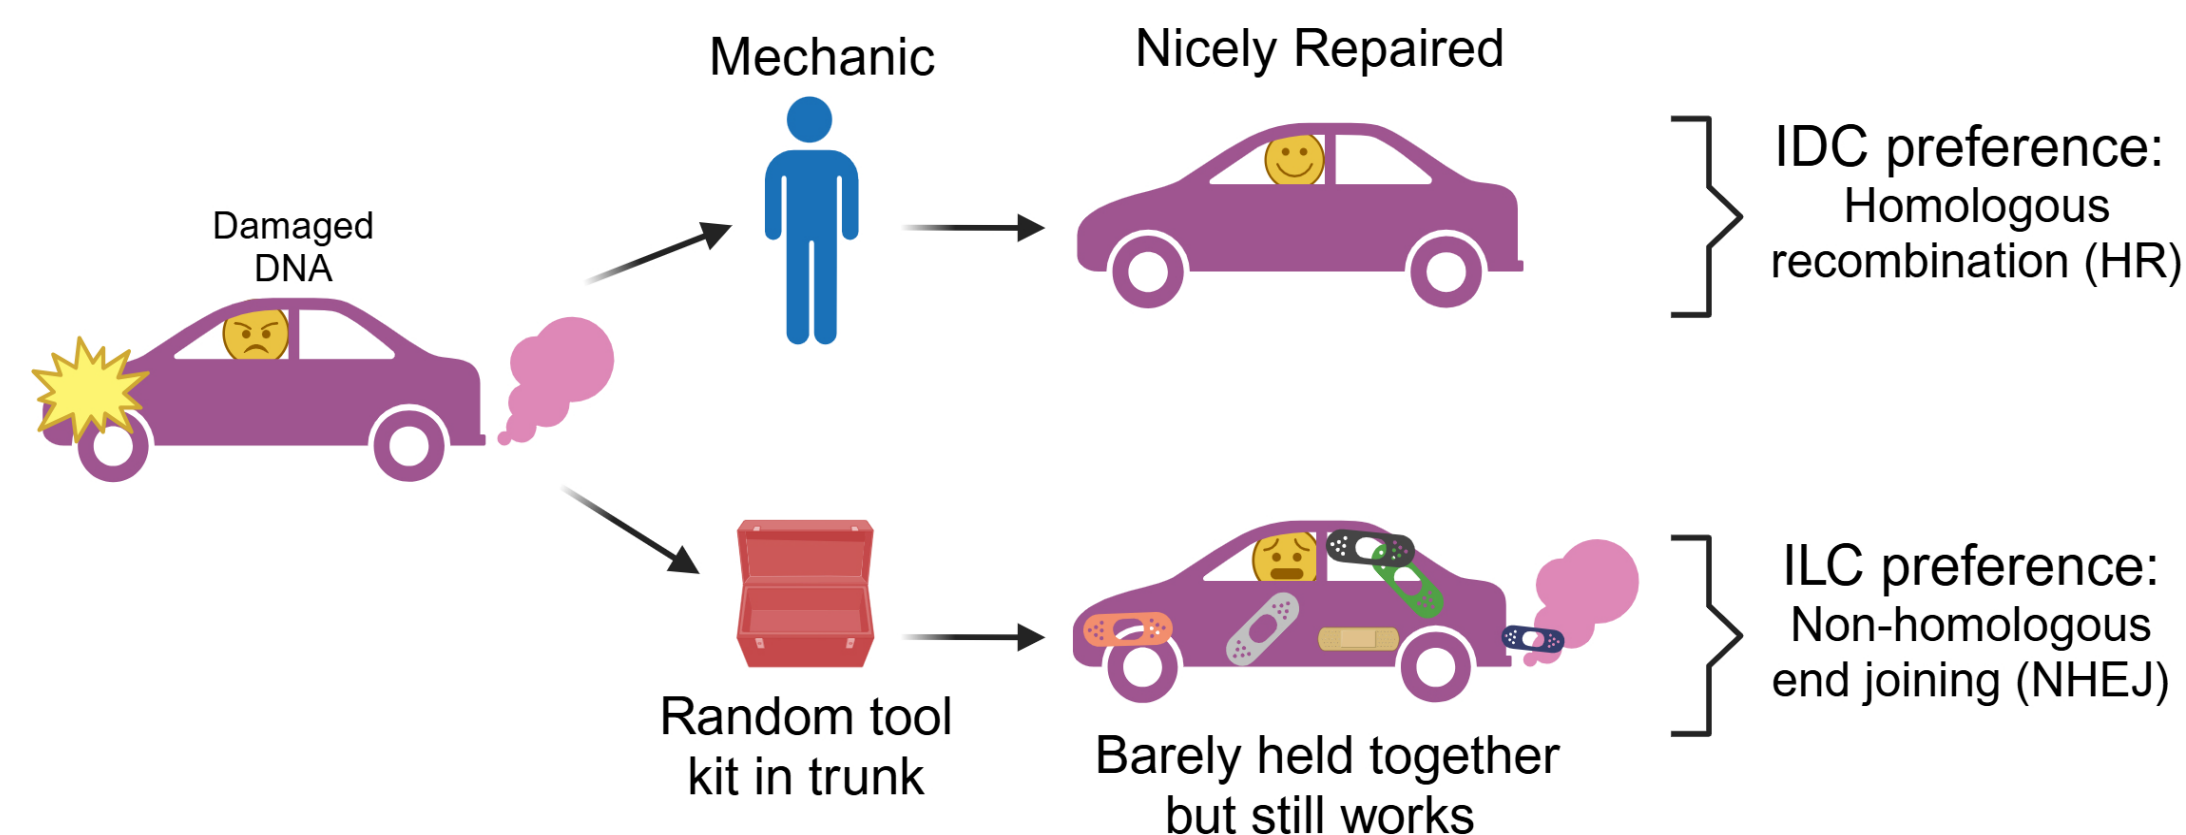 Damaged
DNA
Mechanic
Nicely Repaired
IDC preference:
Homologous
recombination (HR)
Random tool
kit in trunk
Barely held together
but still works
ILC preference:
Non-homologous
end joining (NHEJ)